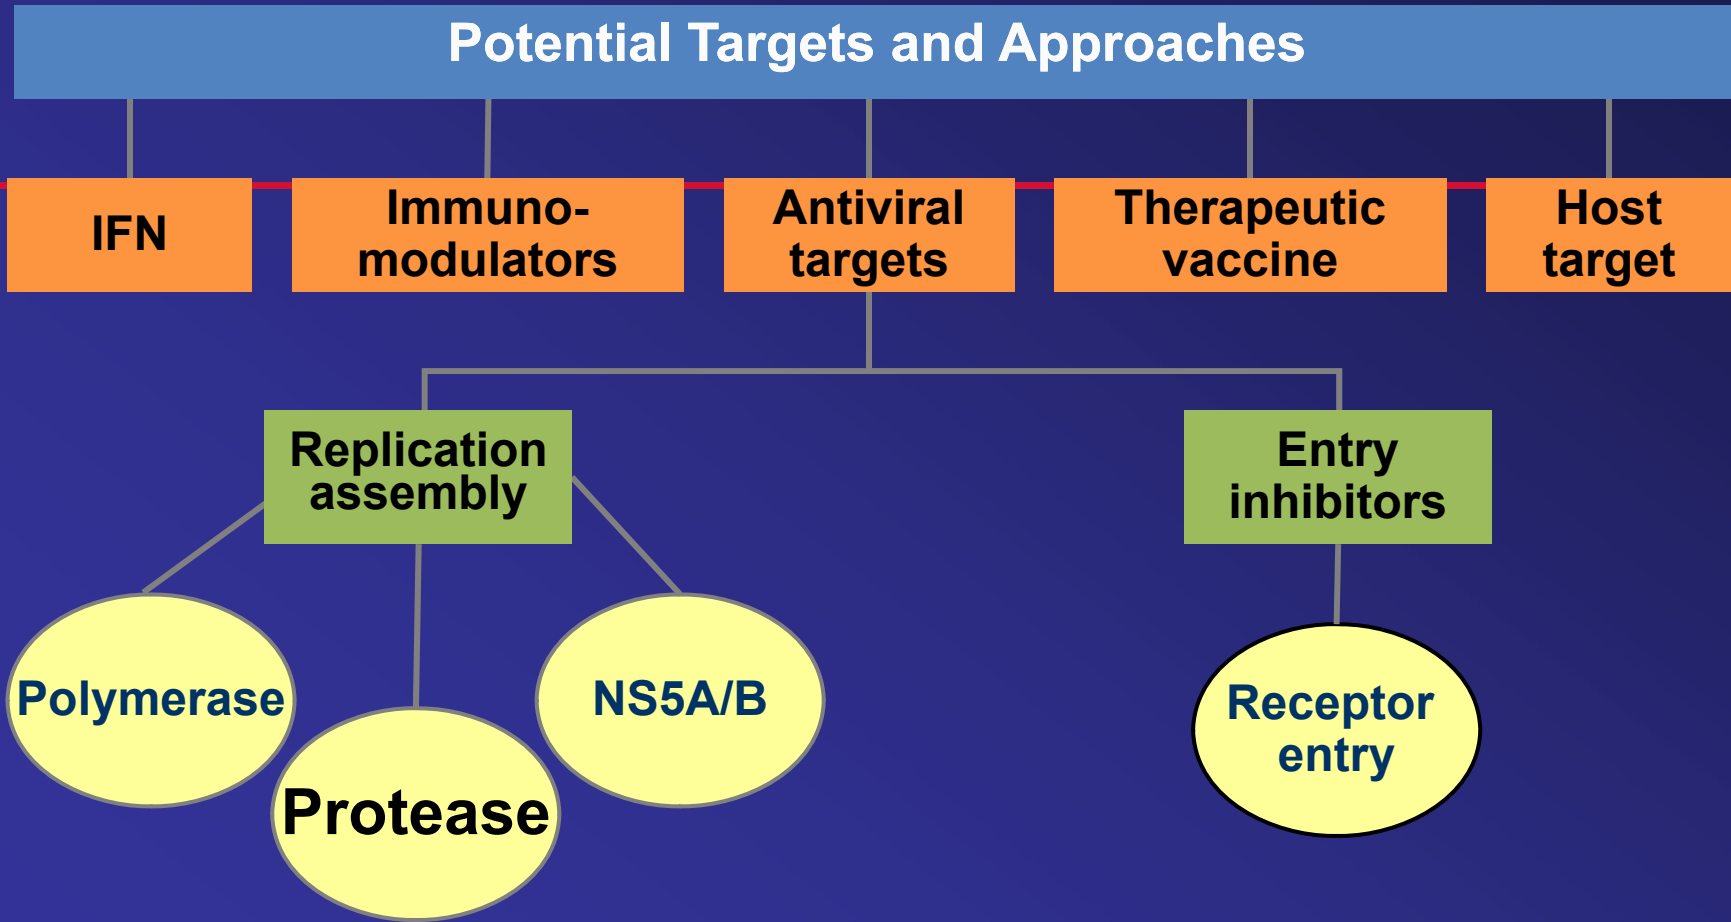 Potential Targets and Approaches
IFN
Immuno-
modulators
Antiviral
targets
Therapeutic
vaccine
Host
target
Replication
assembly
Entry
inhibitors
Polymerase
Protease
NS5A/B
Receptor
entry